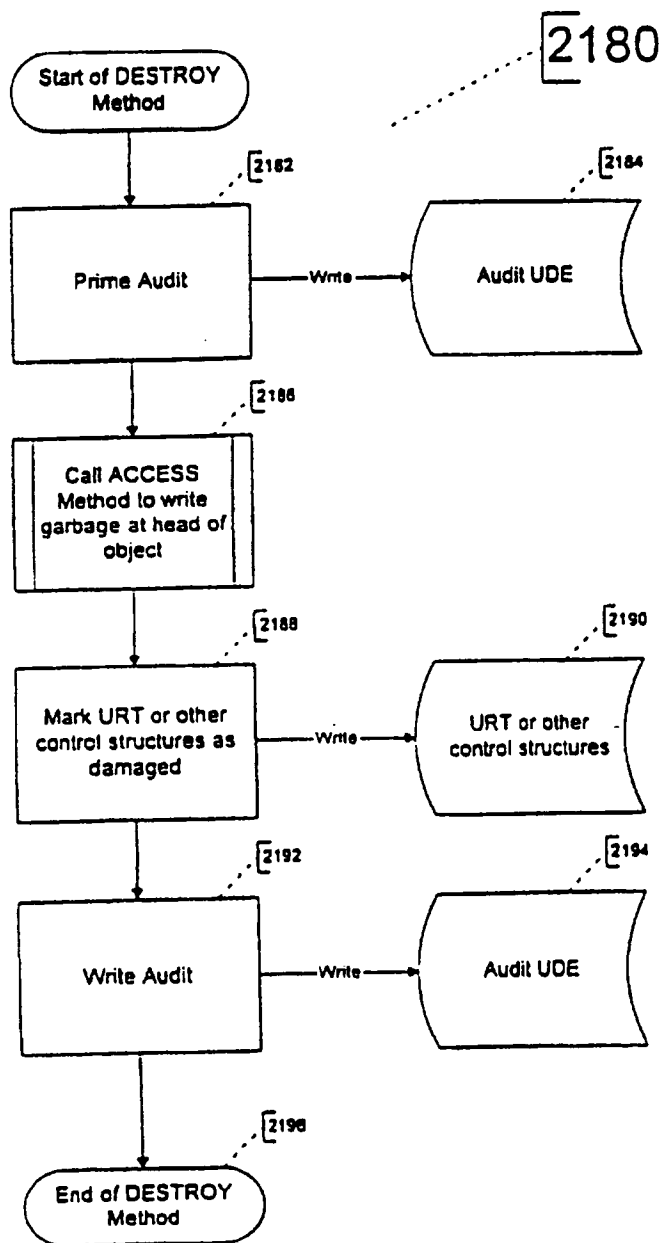 2180
Start of DESTROY
Method
2182
2184
Prime Audit
Write
Audit UDE
2186
Call ACCESS
Method to write
garbage at head of
object
2188
2190
Mark URT or other
control structures as
damaged
Write
URT or other
control structures
2192
2194
Write Audit
Write
Audit UDE
2196
End of DESTROY
Method